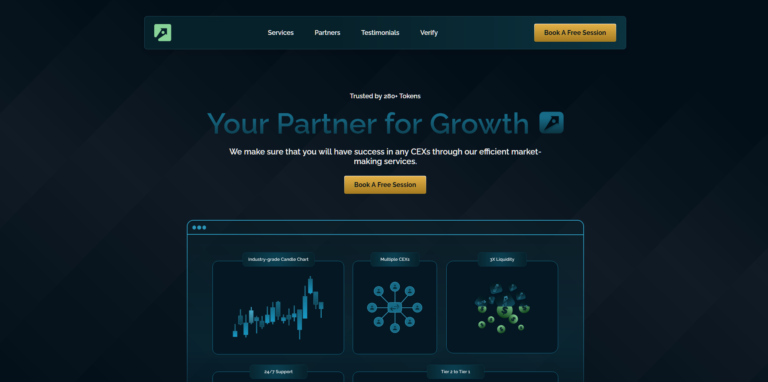 Services Partners Testimonials Verify Book A Free Session
Trusted by 280+ Tokens
Your Partner for Growth
We make sure that you will have success in any CEXs through our efficient market-
making services.
Book A Free Session
Industry-grade Candle Chart Multiple CEXs 3X Liquidity
24/7 Support Tier 2 to Tier 1